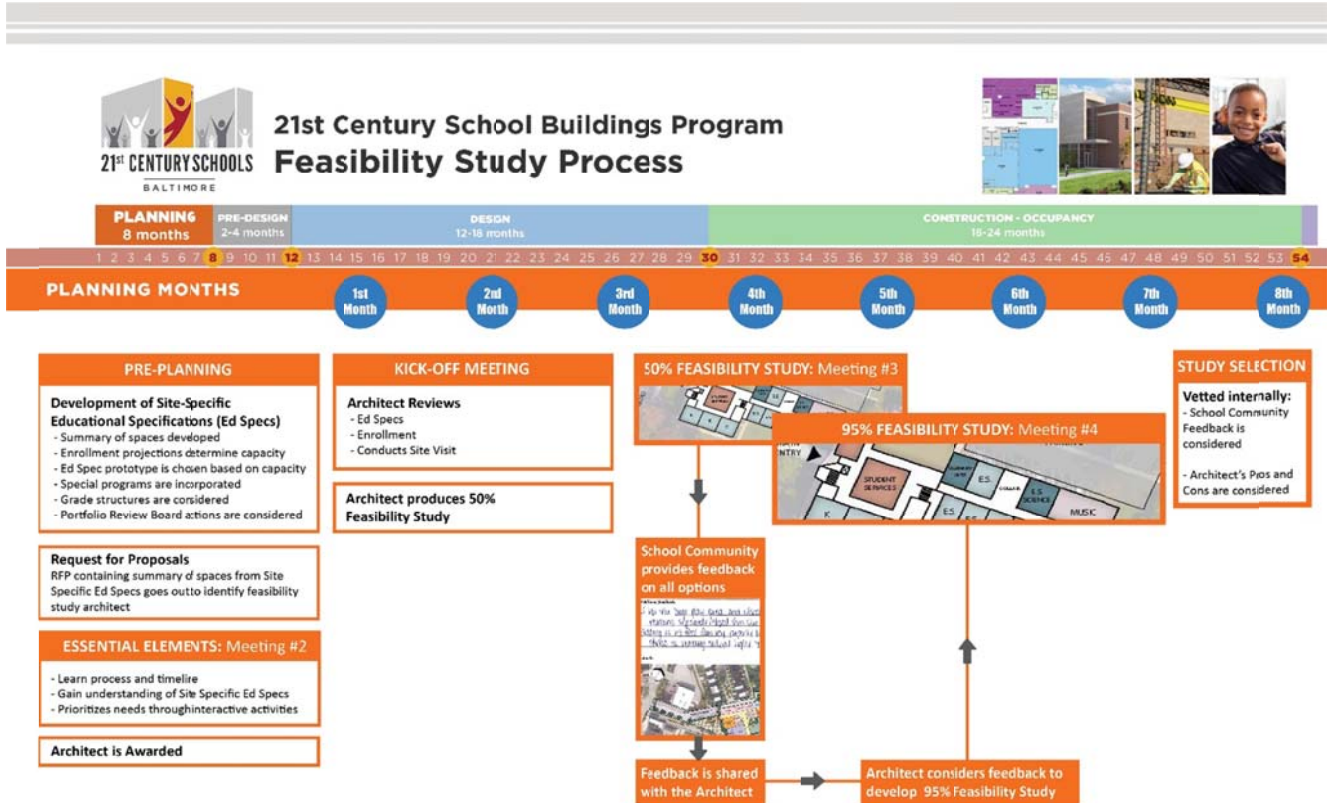 21st CENTURY SCHOOLS
BALTIMORE
21st Century School Buildings Program
Feasibility Study Process
PLANNING
8 months
PRE-DESIGN
2-4 months
DESIGN
12-18 months
CONSTRUCTION - OCCUPANCY
16-24 months
1 2 3 4 5 6 7 8 9 10 11 12 13 14 15 16 17 18 19 20 21 22 23 24 25 26 27 28 29 30 31 32 33 34 35 36 37 38 39 40 41 42 43 44 45 46 47 48 49 50 51 52 53 54
PLANNING MONTHS
1st
Month
2nd
Month
3rd
Month
4th
Month
5th
Month
6th
Month
7th
Month
8th
Month
PRE-PLANNING
Development of Site-Specific
Educational Specifications (Ed Specs)
- Summary of spaces developed
- Enrollment projections determine capacity
- Ed Spec prototype is chosen based on capacity
- Special programs are incorporated
- Grade structures are considered
- Portfolio Review Board actions are considered
Request for Proposals
RFP containing summary of spaces from Site
Specific Ed Specs goes out to identify feasibility
study architect
ESSENTIAL ELEMENTS: Meeting #2
- Learn process and timeline
- Gain understanding of Site Specific Ed Specs
- Prioritizes needs through interactive activities
Architect is Awarded
KICK-OFF MEETING
Architect Reviews
- Ed Specs
- Enrollment
- Conducts Site Visit
Architect produces 50%
Feasibility Study
50% FEASIBILITY STUDY: Meeting #3
School Community
provides feedback
on all options
Feedback is shared
with the Architect
95% FEASIBILITY STUDY: Meeting #4
NTRY
STUDENT
SERVICES
E.S.
E.S.
SCIENCE
MUSIC
K
E.S.
E.S.
Architect considers feedback to
develop 95% Feasibility Study
STUDY SELECTION
Vetted internally:
- School Community
Feedback is
considered
- Architect's Pros and
Cons are considered